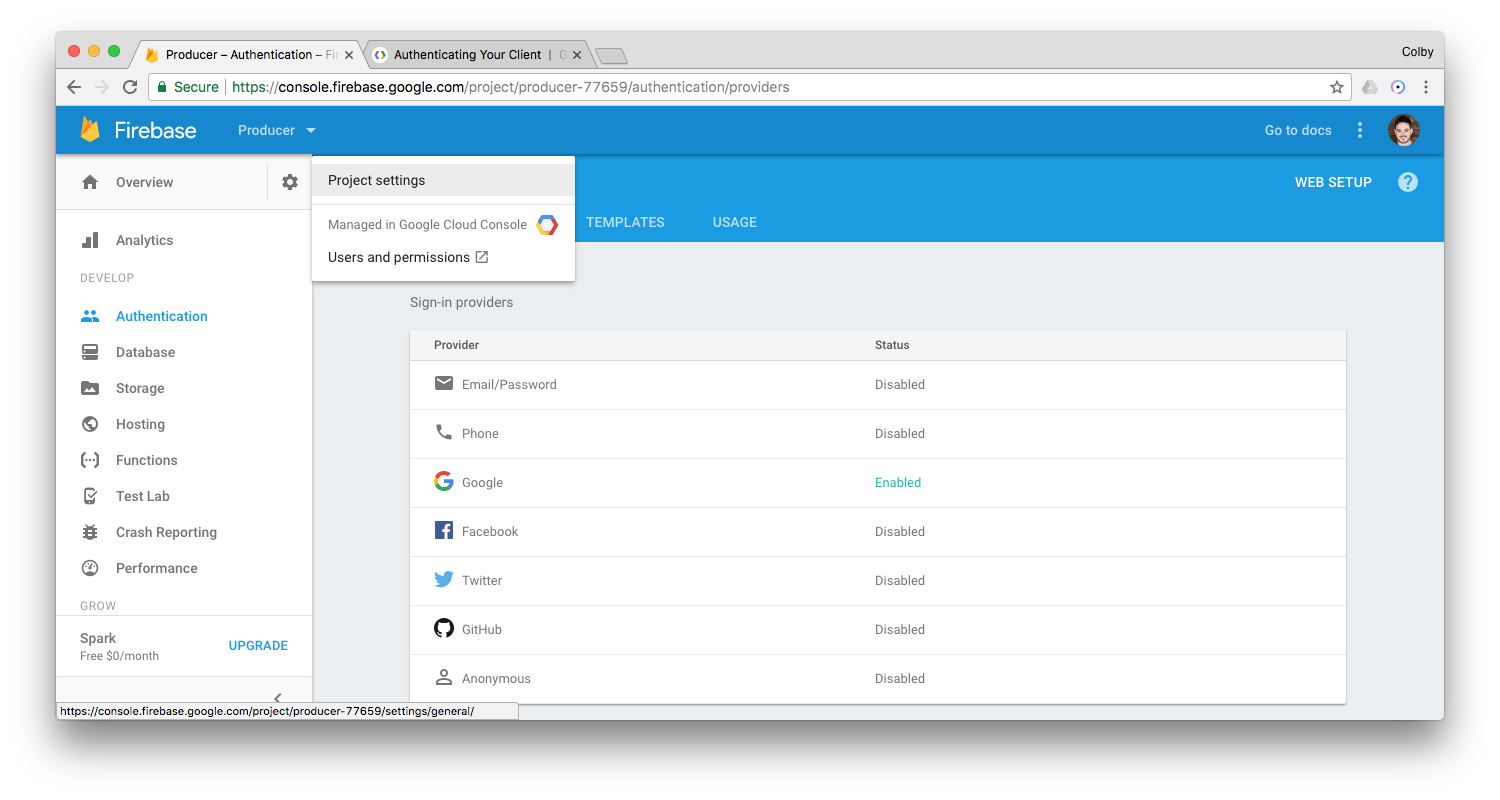 Producer – Authentication – Fir
Authenticating Your Client | G
Colby
Secure https://console.firebase.google.com/project/producer-77659/authentication/providers
Firebase
Producer
Go to docs
Overview
Project settings
WEB SETUP
?
Managed in Google Cloud Console
TEMPLATES
USAGE
Users and permissions
Analytics
DEVELOP
Authentication
Database
Storage
Hosting
Functions
Test Lab
Crash Reporting
Performance
GROW
Spark
Free $0/month
UPGRADE
Sign-in providers
Provider Status
Email/Password Disabled
Phone Disabled
Google Enabled
Facebook Disabled
Twitter Disabled
GitHub Disabled
Anonymous Disabled
https://console.firebase.google.com/project/producer-77659/settings/general/